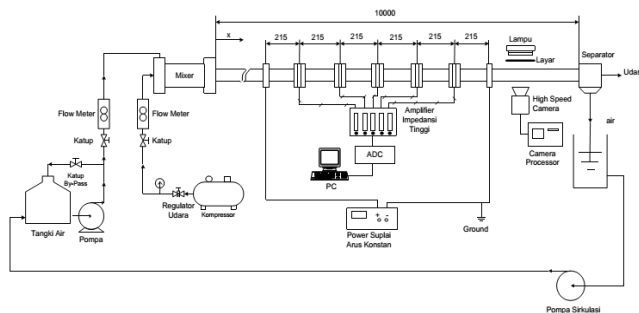 10000
x
215
215
215
215
215
215
Lampu
Layar
Separator
Udara
Mixer
Flow Meter
Flow Meter
Katup
Katup
Amplifier
Impedansi
Tinggi
High Speed
Camera
air
ADC
PC
Camera
Processor
Katup
By-Pass
Tangki Air
Pompa
Regulator
Udara
Kompressor
Power Suplai
Arus Konstan
Ground
Pompa Sirkulasi